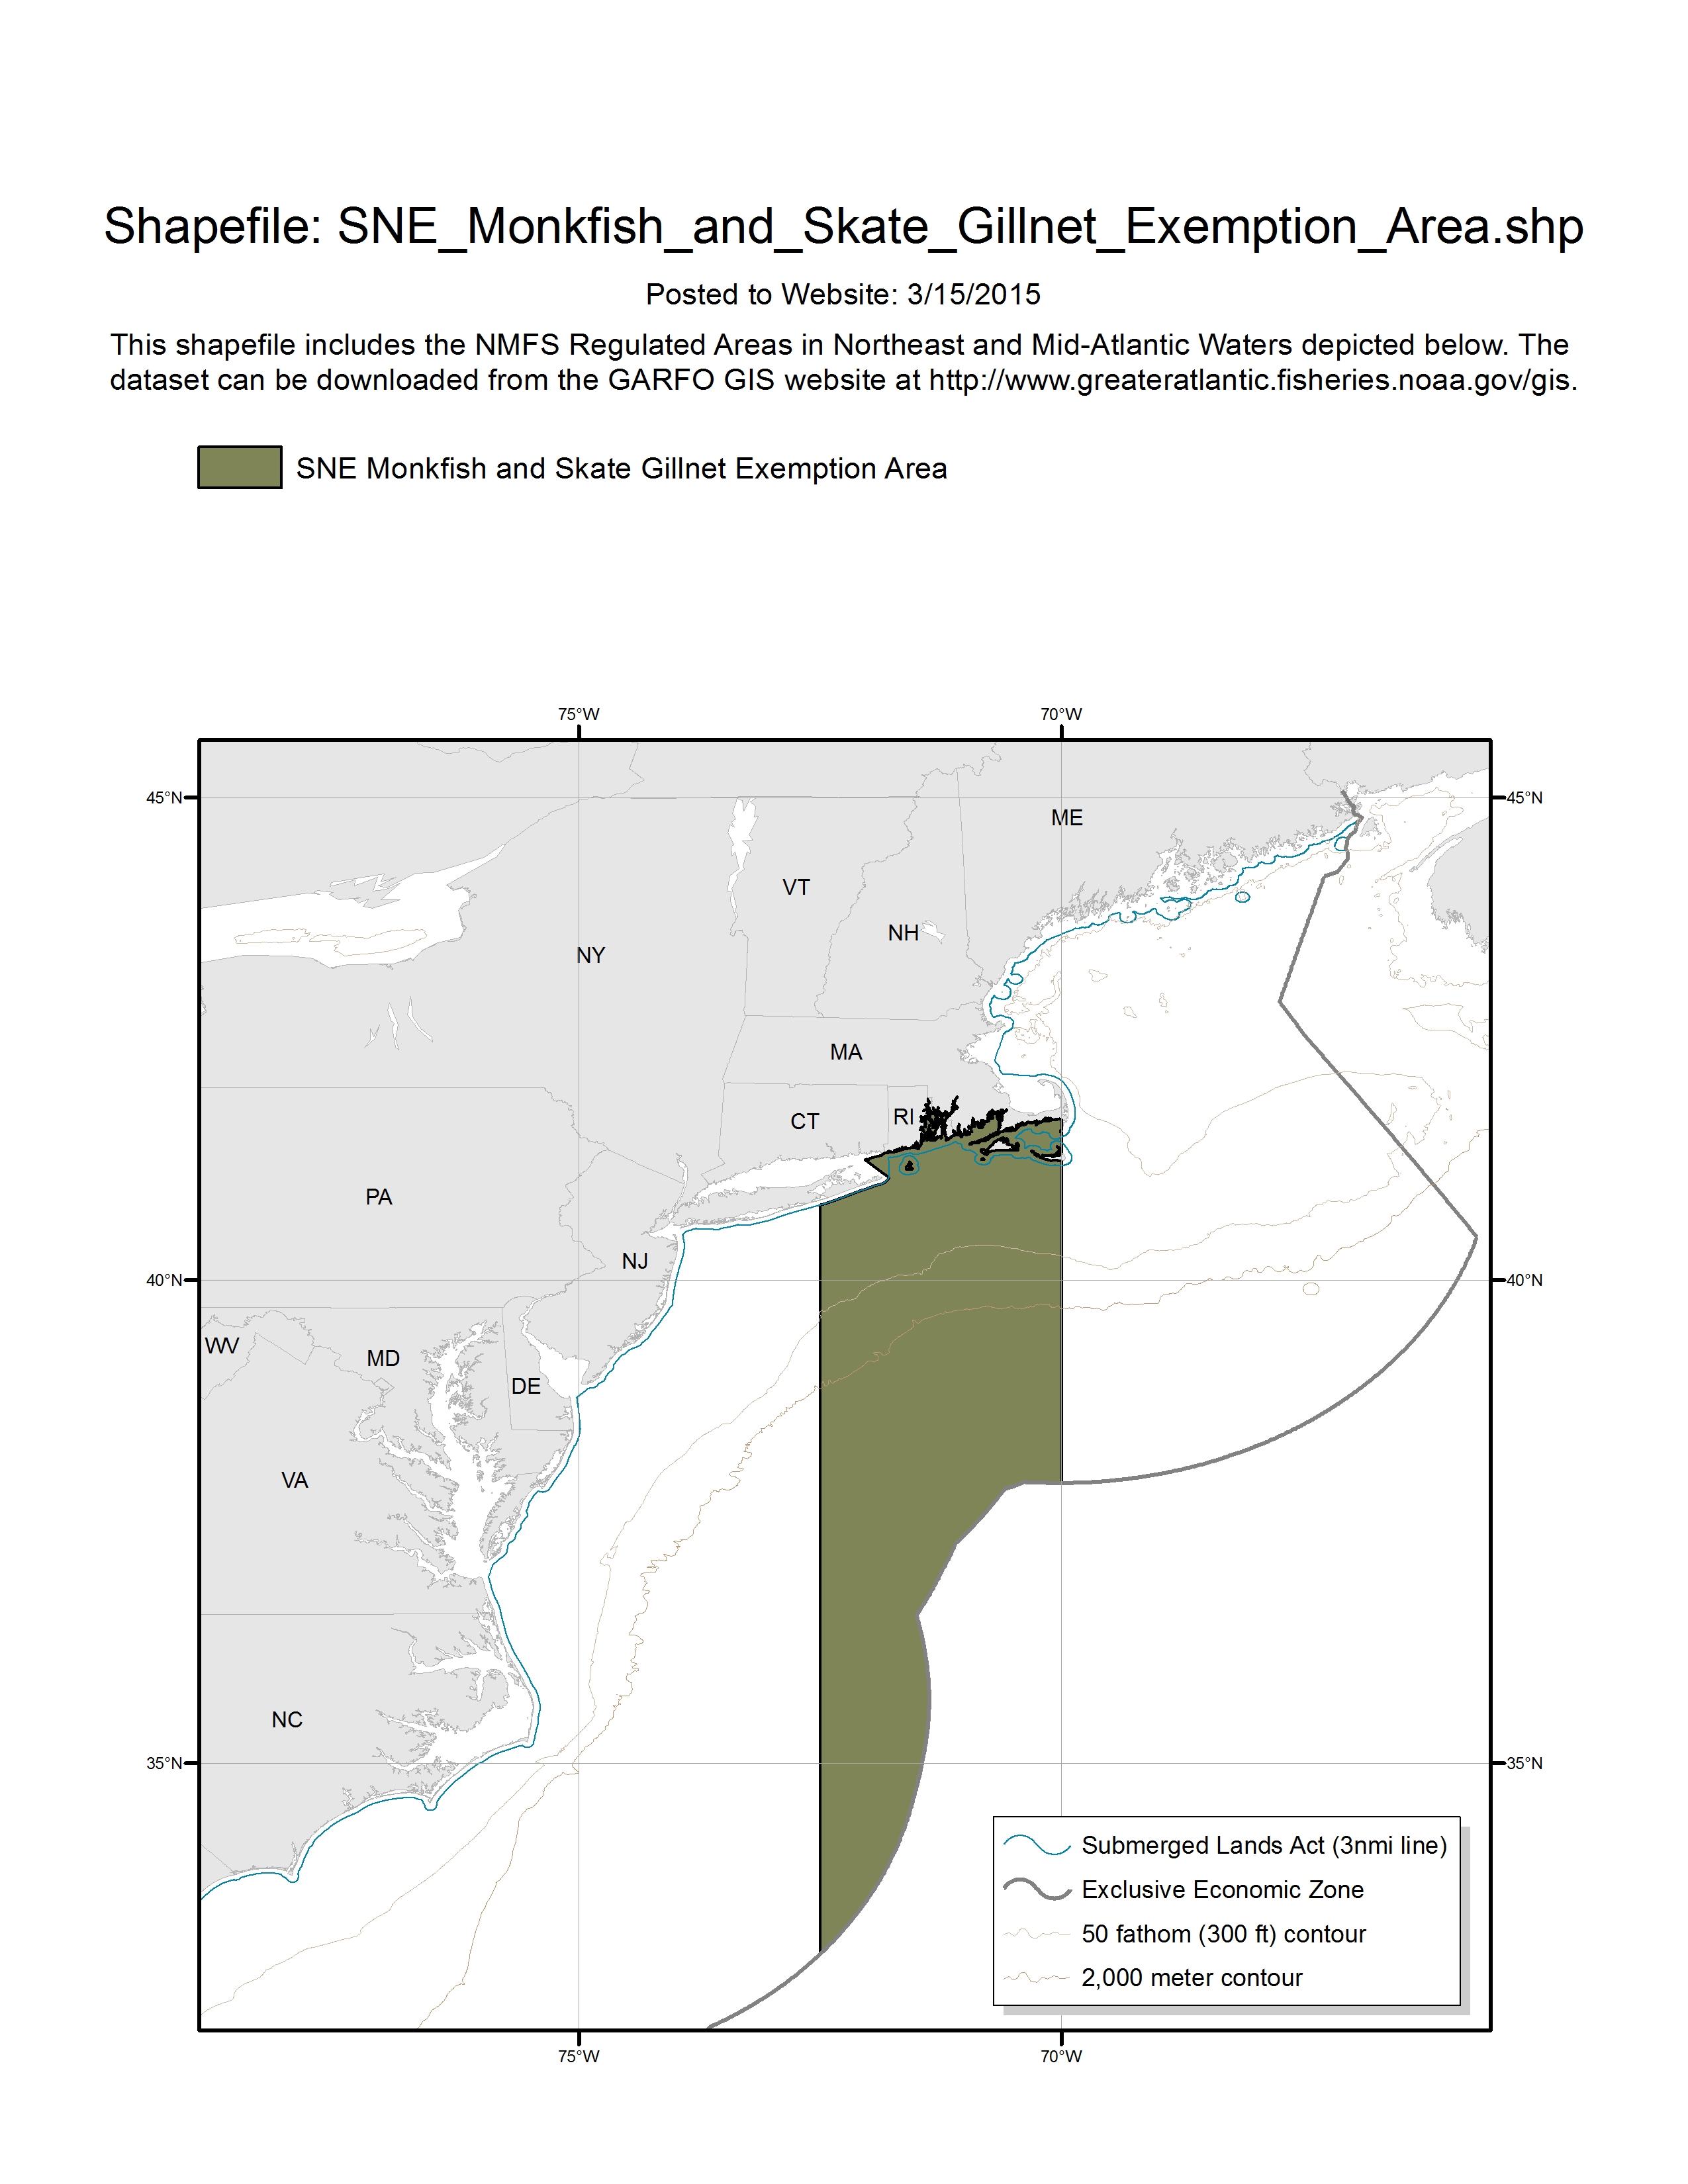 Shapefile: SNE_Monkfish_and_Skate_Gillnet_Exemption_Area.shp
Posted to Website: 3/15/2015
This shapefile includes the NMFS Regulated Areas in Northeast and Mid-Atlantic Waters depicted below. The
dataset can be downloaded from the GARFO GIS website at http://www.greateratlantic.fisheries.noaa.gov/gis.
SNE Monkfish and Skate Gillnet Exemption Area
75°W
70°W
45°N
45°N
ME
VT
NH
NY
MA
RI
CT
PA
NJ
40°N
40°N
WV
MD
DE
VA
NC
35°N
35°N
Submerged Lands Act (3nmi line)
Exclusive Economic Zone
50 fathom (300 ft) contour
2,000 meter contour
75°W
70°W